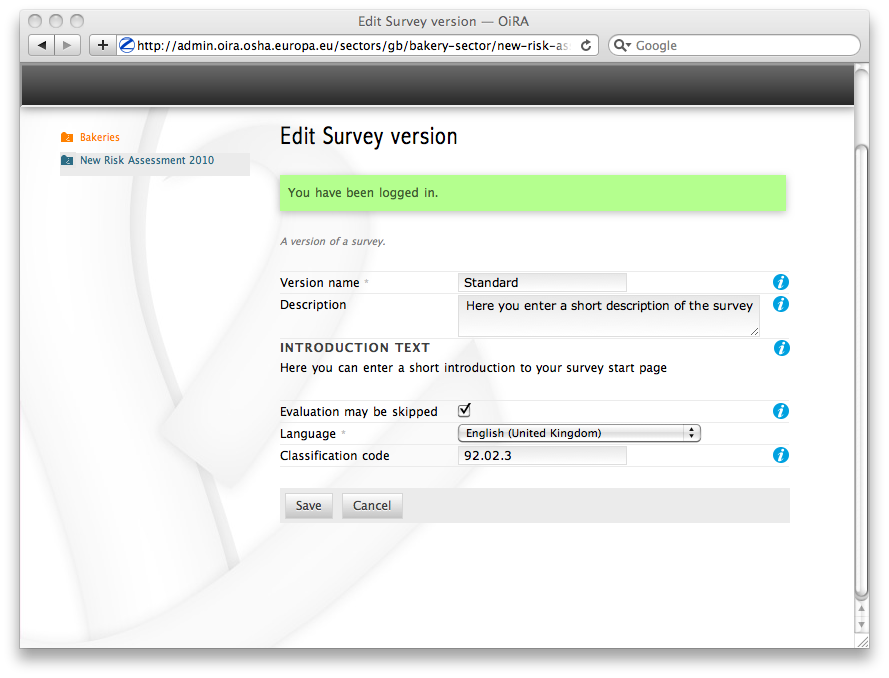 Edit Survey version — OiRA
http://admin.oira.osha.europa.eu/sectors/gb/bakery-sector/new-risk-as
Google
Bakeries
New Risk Assessment 2010
Edit Survey version
You have been logged in.
A version of a survey.
Version name * Standard
Description Here you enter a short description of the survey
INTRODUCTION TEXT
Here you can enter a short introduction to your survey start page
Evaluation may be skipped
Language * English (United Kingdom)
Classification code 92.02.3
Save Cancel